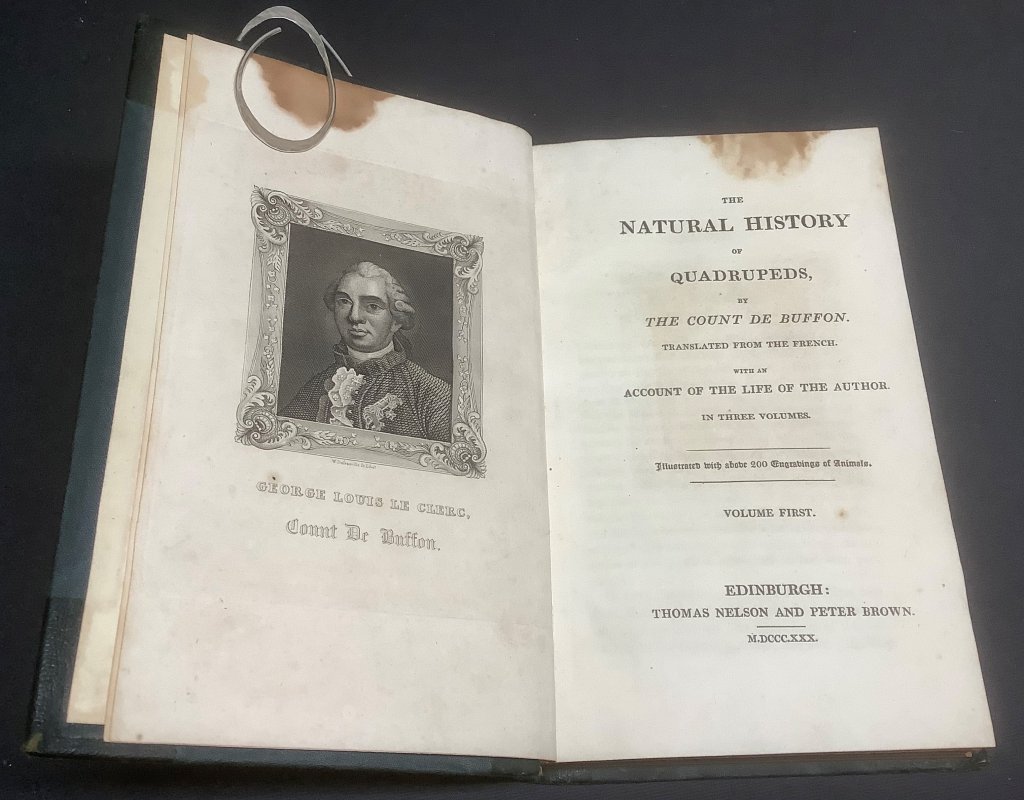 GEORGE LOUIS LE CLERC,
Count De Buffon.
THE
NATURAL HISTORY
OF
QUADRUPEDS,
BY
THE COUNT DE BUFFON.
TRANSLATED FROM THE FRENCH.
WITH AN
ACCOUNT OF THE LIFE OF THE AUTHOR.
IN THREE VOLUMES.
Illustrated with above 200 Engravings of Animals.
VOLUME FIRST.
EDINBURGH:
THOMAS NELSON AND PETER BROWN.
M.DCCC.XXX.